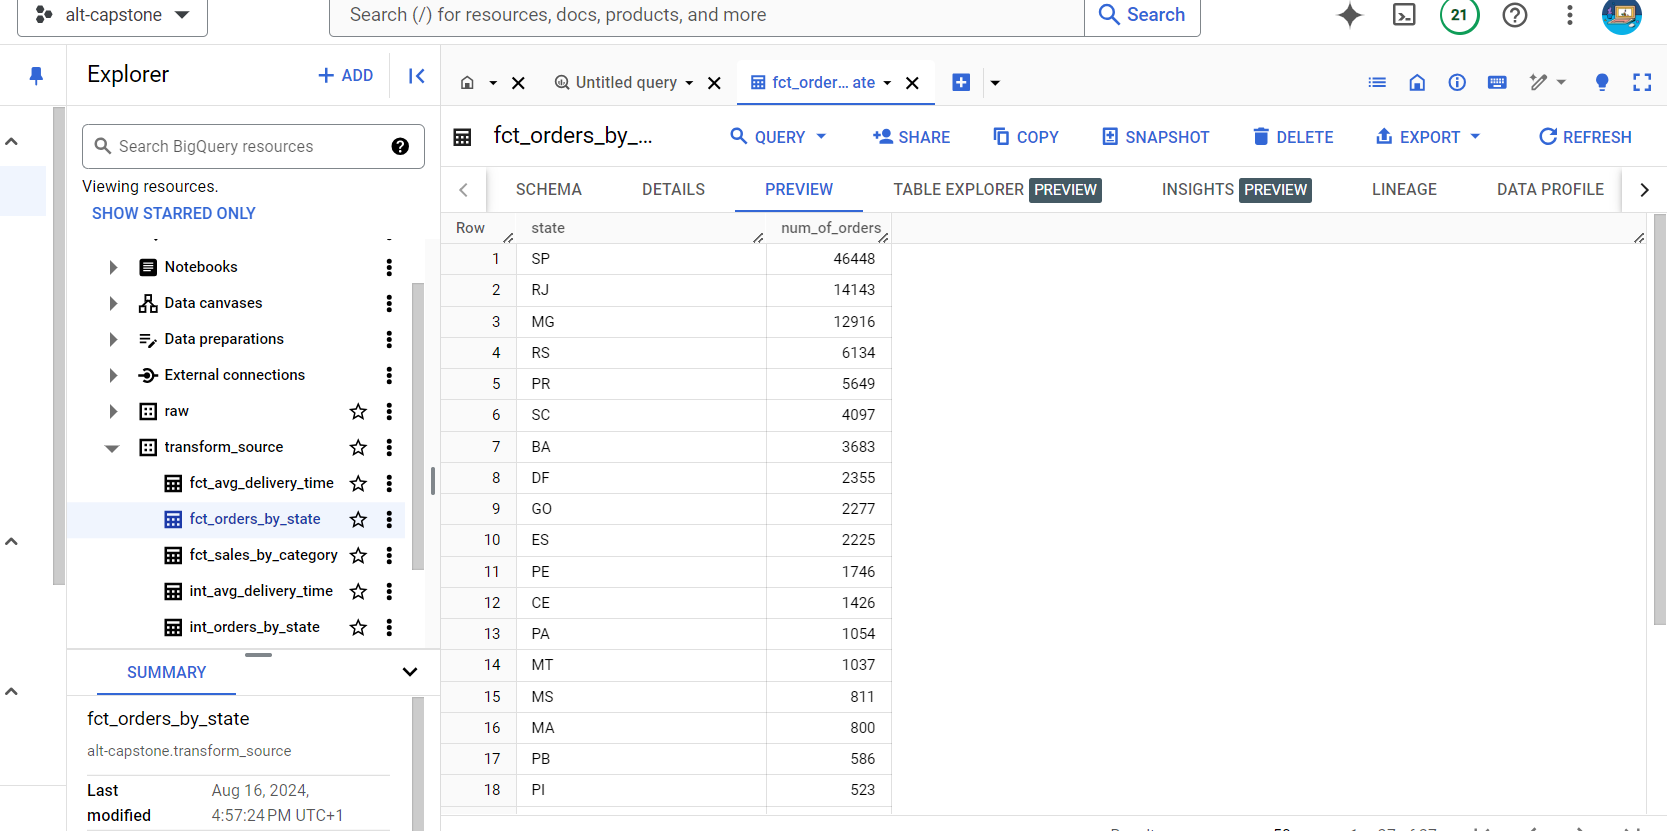 alt-capstone
Search (/) for resources, docs, products, and more
Search
21
Explorer
+ ADD
Untitled query
fct_order... ate
Search BigQuery resources
fct_orders_by_...
QUERY
SHARE
COPY
SNAPSHOT
DELETE
EXPORT
REFRESH
Viewing resources.
SHOW STARRED ONLY
SCHEMA
DETAILS
PREVIEW
TABLE EXPLORER PREVIEW
INSIGHTS PREVIEW
LINEAGE
DATA PROFILE
Notebooks
Data canvases
Data preparations
External connections
raw
transform_source
fct_avg_delivery_time
fct_orders_by_state
fct_sales_by_category
int_avg_delivery_time
int_orders_by_state
SUMMARY
fct_orders_by_state
alt-capstone.transform_source
Last modified Aug 16, 2024, 4:57:24 PM UTC+1
Row state num_of_orders
1 SP 46448
2 RJ 14143
3 MG 12916
4 RS 6134
5 PR 5649
6 SC 4097
7 BA 3683
8 DF 2355
9 GO 2277
10 ES 2225
11 PE 1746
12 CE 1426
13 PA 1054
14 MT 1037
15 MS 811
16 MA 800
17 PB 586
18 PI 523